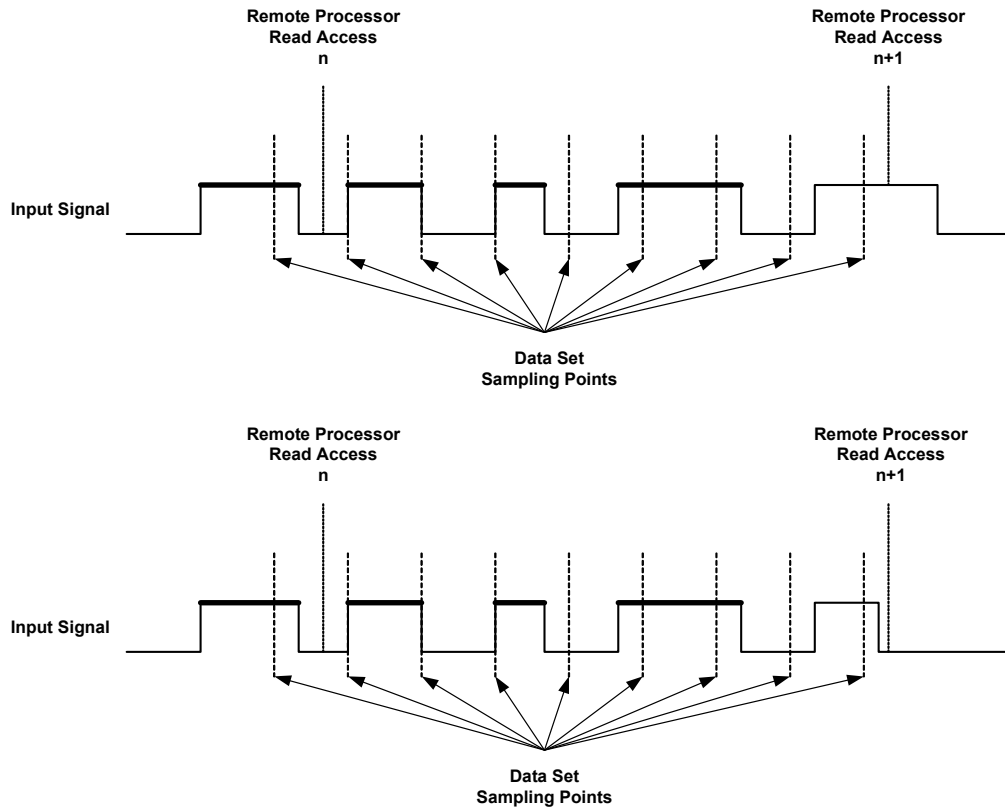 Remote Processor
Read Access
n
Remote Processor
Read Access
n+1
Input Signal
Data Set
Sampling Points
Remote Processor
Read Access
n
Remote Processor
Read Access
n+1
Input Signal
Data Set
Sampling Points